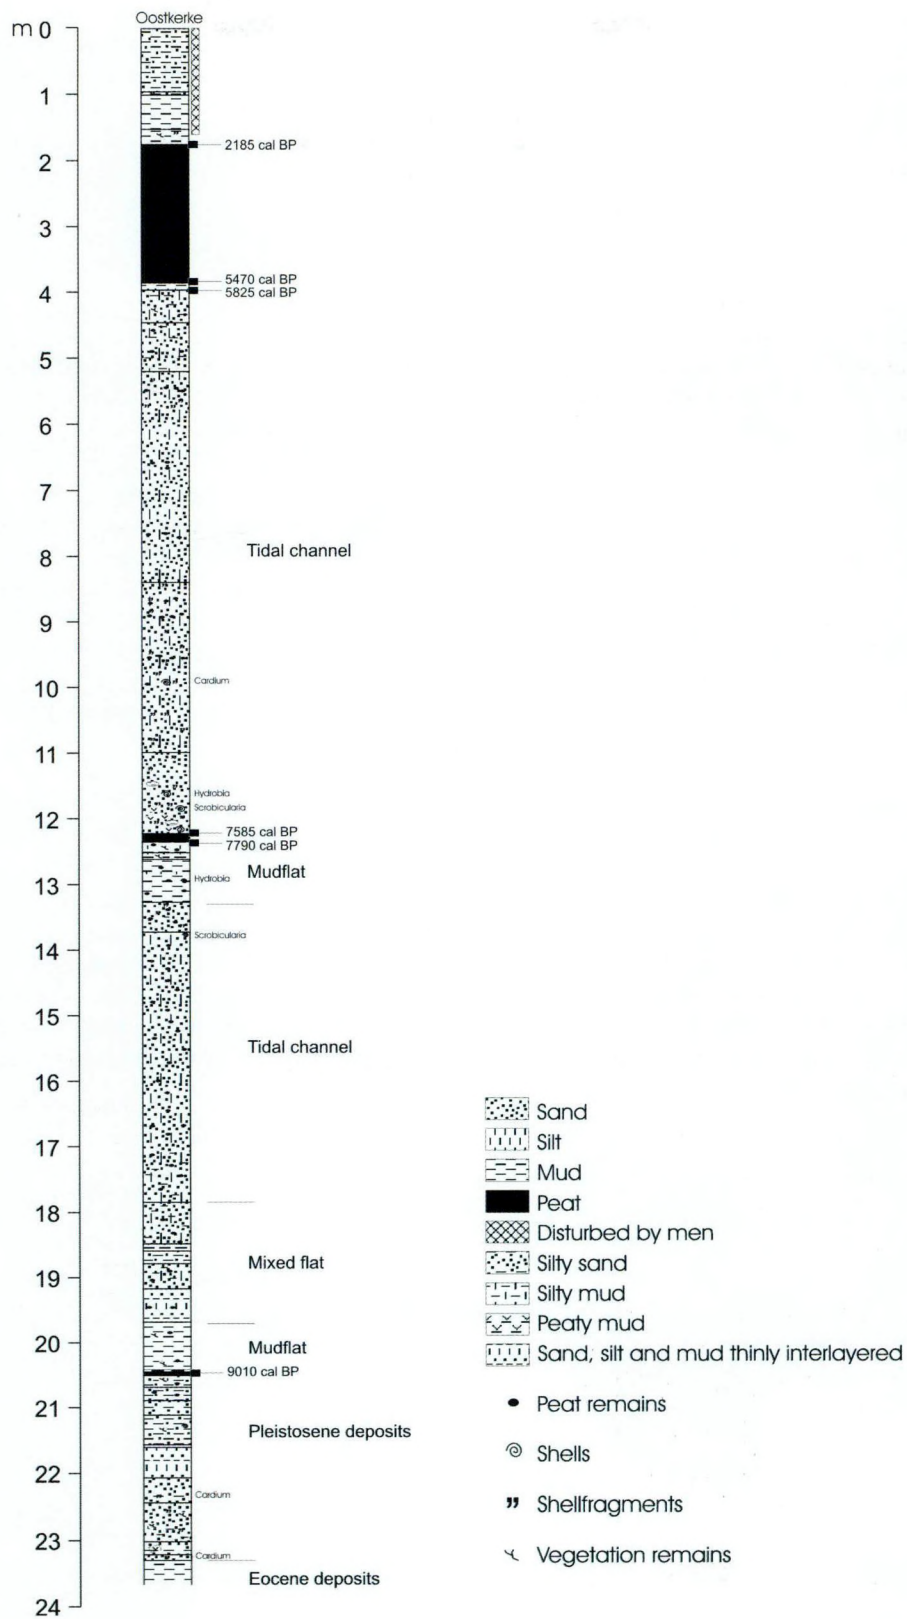 Oostkerke
m 0
1
2185 cal BP
2
3
5470 cal BP
4
5825 cal BP
5
6
7
8
Tidal channel
9
10
Cardium
11
Hydrobia
Scrobicularia
12
7585 cal BP
7790 cal BP
Mudflat
13
Hydrobia
14
Scrobicularia
15
Tidal channel
16
17
18
19
Mixed flat
20
Mudflat
9010 cal BP
21
Pleistosene deposits
22
Cardium
23
Cardium
Eocene deposits
24
Sand
Silt
Mud
Peat
Disturbed by men
Silty sand
Silty mud
Peaty mud
Sand, silt and mud thinly interlayered
Peat remains
Shells
Shellfragments
Vegetation remains